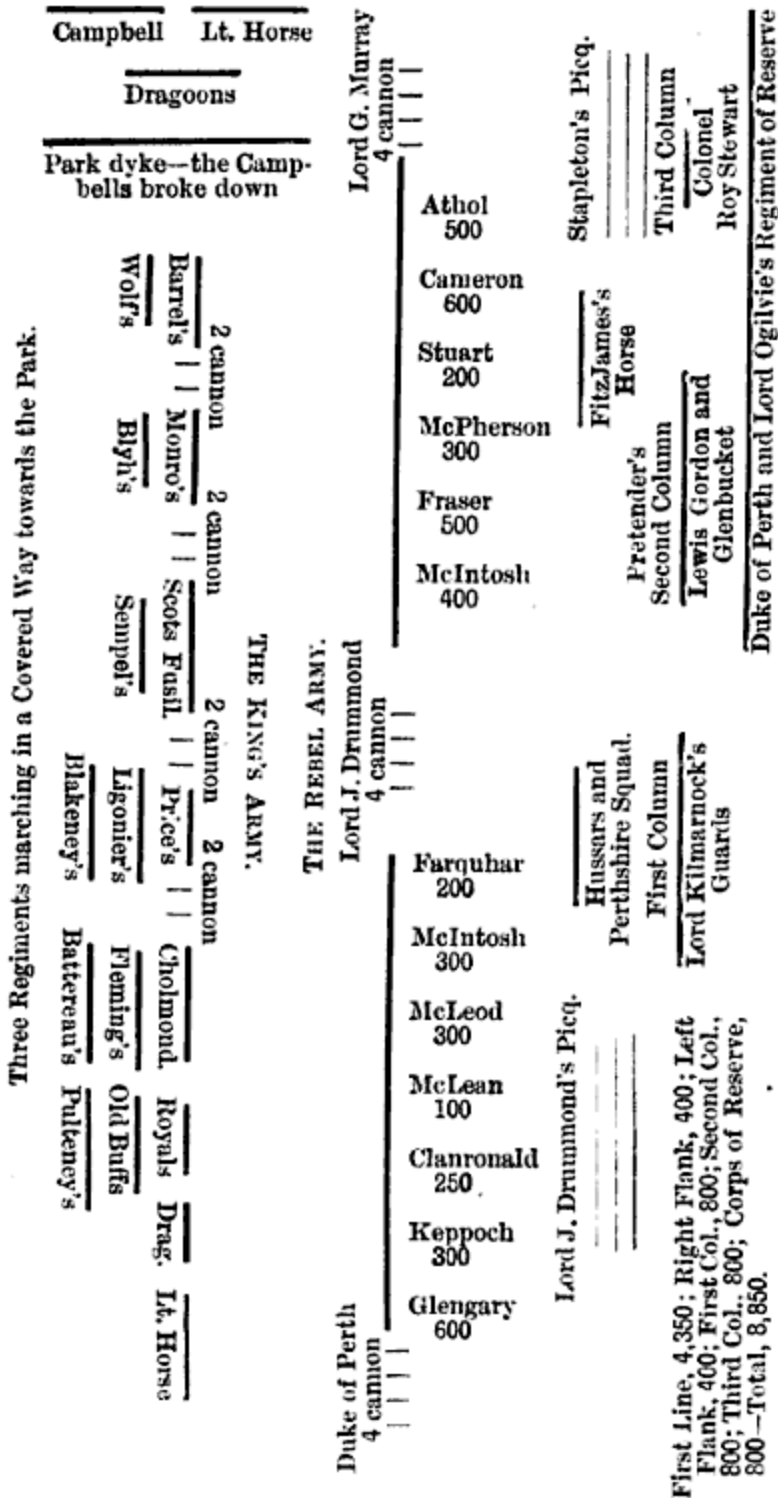 Campbell Lt. Horse
Dragoons
Park dyke—the Camp-
bells broke down
Three Regiments marching in a Covered Way towards the Park.
Wolf's
Barrel's
2 cannon
Blyh's
Monro's
2 cannon
Sempel's
Scots Fusil.
2 cannon
Blakeney's
Ligonier's
Price's
2 cannon
Battereau's
Fleming's
Cholmond.
Pulteney's
Old Buffs
Royals
Drag.
Lt. Horse
THE KING'S ARMY.
THE REBEL ARMY.
Lord G. Murray
4 cannon
Athol
500
Cameron
600
Stuart
200
McPherson
300
Fraser
500
McIntosh
400
Lord J. Drummond
4 cannon
Farquhar
200
McIntosh
300
McLeod
300
McLean
100
Clanronald
250
Keppoch
300
Glengary
600
Duke of Perth
4 cannon
Stapleton's Picq.
Third Column
Colonel
Roy Stewart
FitzJames's
Horse
Pretender's
Second Column
Lewis Gordon and
Glenbucket
Duke of Perth and Lord Ogilvie's Regiment of Reserve
Hussars and
Perthshire Squad.
First Column
Lord Kilmarnock's
Guards
Lord J. Drummond's Picq.
First Line, 4,350; Right Flank, 400; Left
Flank, 400; First Col., 800; Second Col.,
800; Third Col.. 800; Corps of Reserve,
800—Total, 8,850.